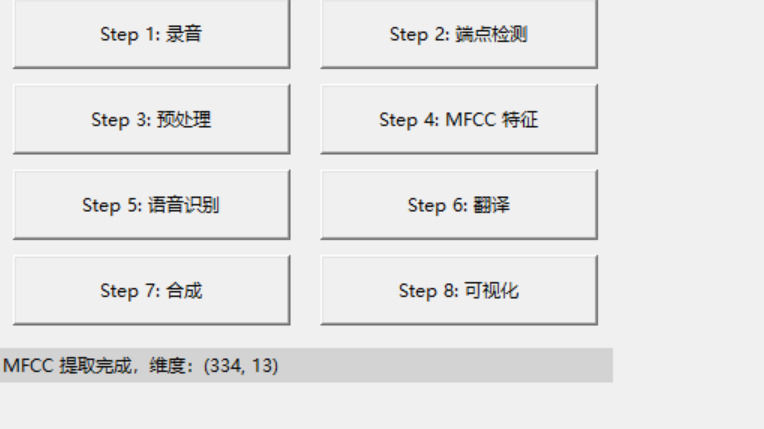 Step 1: 录音
Step 2: 端点检测
Step 3: 预处理
Step 4: MFCC 特征
Step 5: 语音识别
Step 6: 翻译
Step 7: 合成
Step 8: 可视化
MFCC 提取完成，维度：(334, 13)